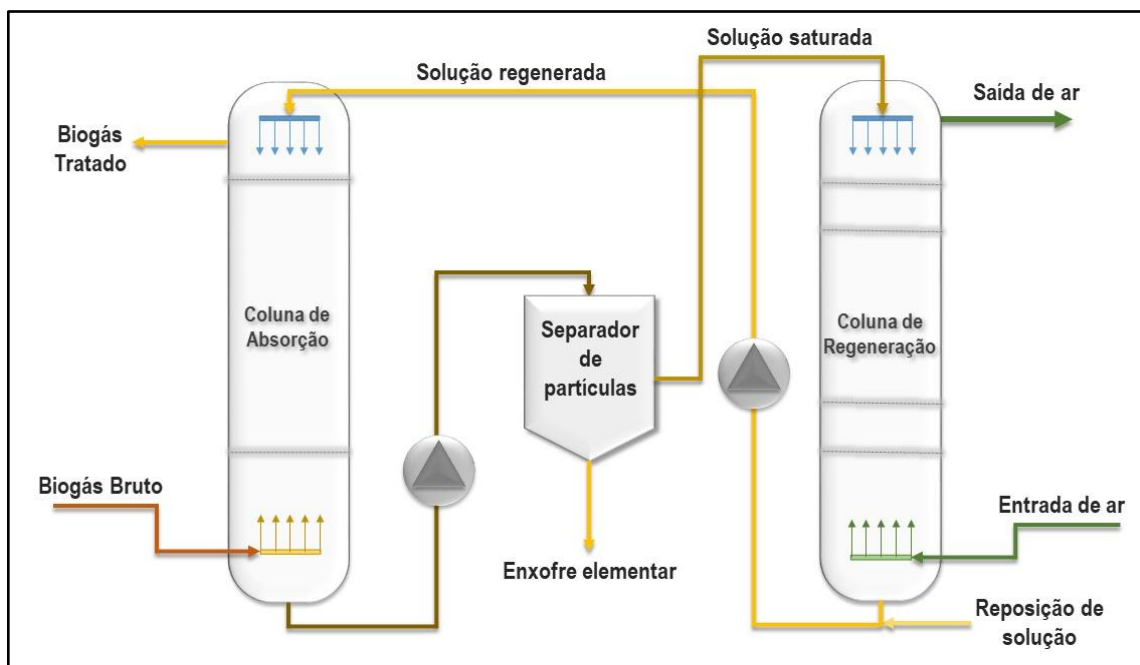 Solução saturada
Solução regenerada
Saída de ar
Biogás
Tratado
Coluna de
Absorção
Separador
de
partículas
Coluna de
Regeneração
Biogás Bruto
Entrada de ar
Enxofre elementar
Reposição de
solução